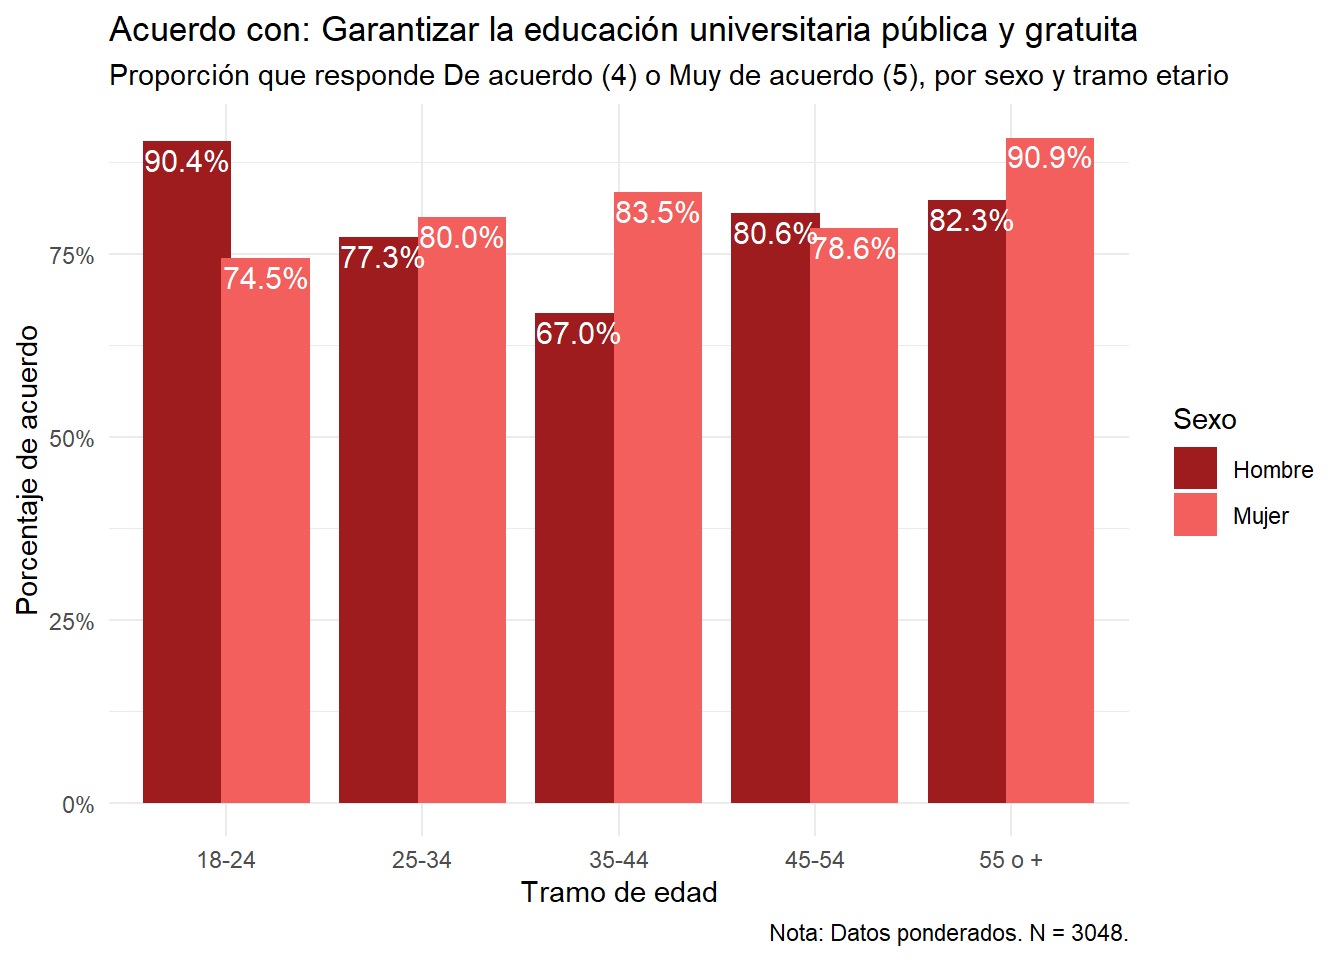 Acuerdo con: Garantizar la educación universitaria pública y gratuita
Proporción que responde De acuerdo (4) o Muy de acuerdo (5), por sexo y tramo etario
Porcentaje de acuerdo
75%
50%
25%
0%
90.4%
74.5%
77.3%
80.0%
67.0%
83.5%
80.6%
78.6%
82.3%
90.9%
18-24
25-34
35-44
45-54
55 o +
Tramo de edad
Sexo
Hombre
Mujer
Nota: Datos ponderados. N = 3048.